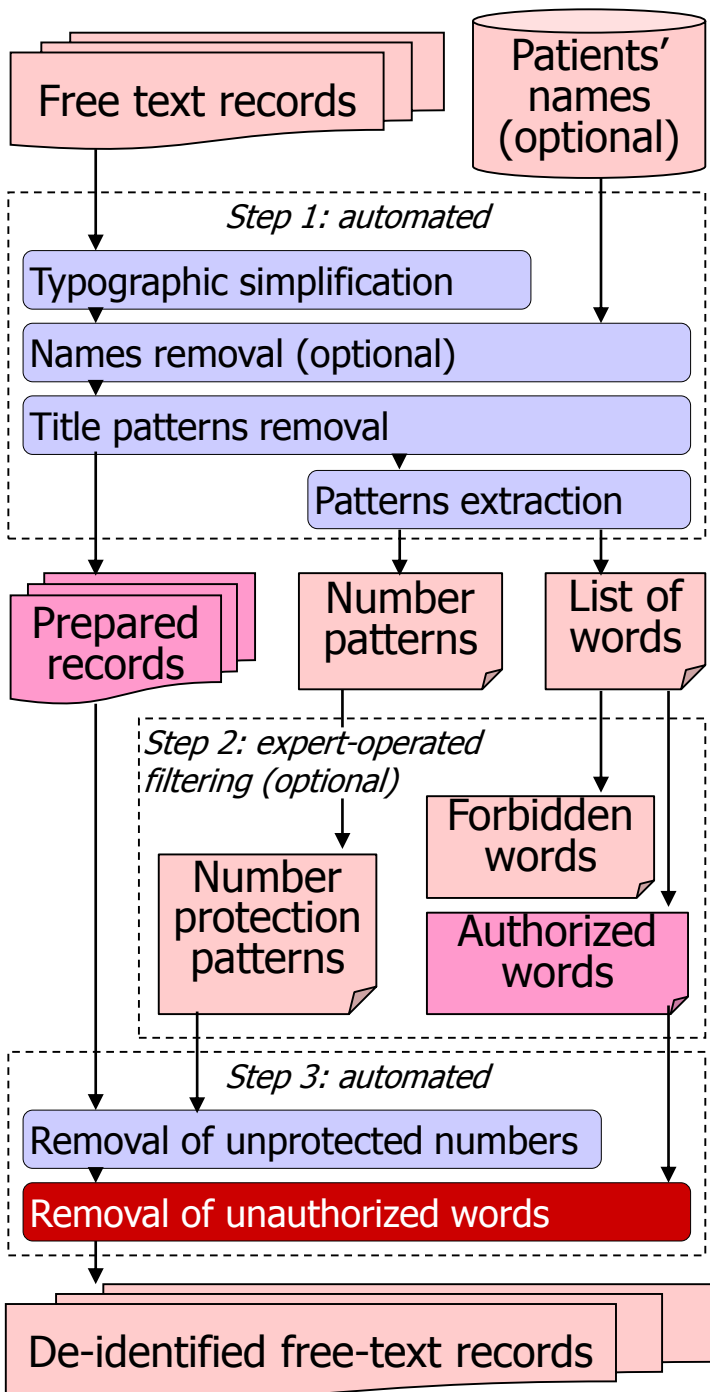 Free text records
Patients’
names
(optional)
Step 1: automated
Typographic simplification
Names removal (optional)
Title patterns removal
Patterns extraction
Prepared
records
Number
patterns
List of
words
Step 2: expert-operated
filtering (optional)
Forbidden
words
Number
protection
patterns
Authorized
words
Step 3: automated
Removal of unprotected numbers
Removal of unauthorized words
De-identified free-text records